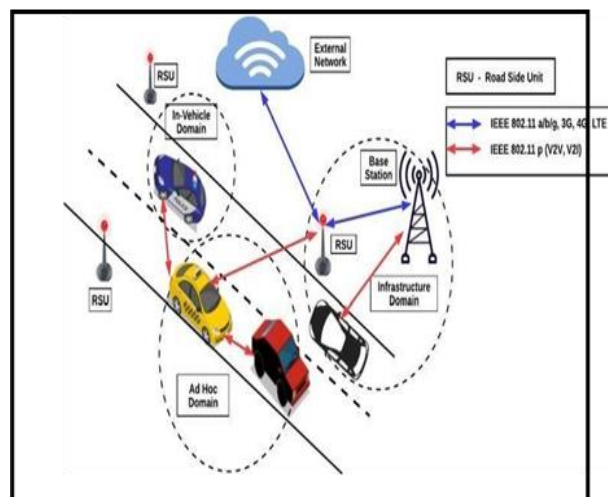 RSU
External
Network
RSU - Road Side Unit
In-Vehicle
Domain
IEEE 802.11 a/b/g, 3G, 4G, LTE
IEEE 802.11 p (V2V, V2I)
Base
Station
RSU
RSU
Infrastructure
Domain
Ad Hoc
Domain